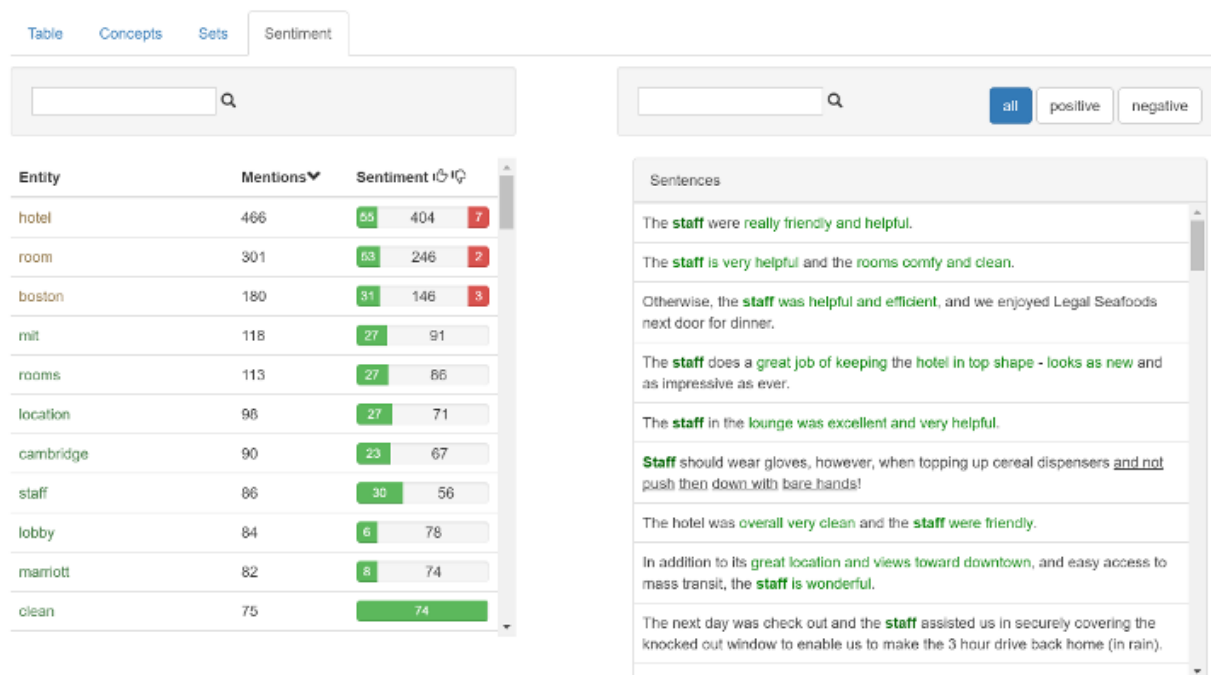 Table Concepts Sets Sentiment
all positive negative
Entity Mentions Sentiment
hotel 466 55 404 7
room 301 53 246 2
boston 180 31 146 3
mit 118 27 91
rooms 113 27 86
location 98 27 71
cambridge 90 23 67
staff 86 30 56
lobby 84 6 78
marriott 82 8 74
clean 75 74
Sentences
The staff were really friendly and helpful.
The staff is very helpful and the rooms comfy and clean.
Otherwise, the staff was helpful and efficient, and we enjoyed Legal Seafoods
next door for dinner.
The staff does a great job of keeping the hotel in top shape - looks as new and
as impressive as ever.
The staff in the lounge was excellent and very helpful.
Staff should wear gloves, however, when topping up cereal dispensers and not
push then down with bare hands!
The hotel was overall very clean and the staff were friendly.
In addition to its great location and views toward downtown, and easy access to
mass transit, the staff is wonderful.
The next day was check out and the staff assisted us in securely covering the
knocked out window to enable us to make the 3 hour drive back home (in rain).